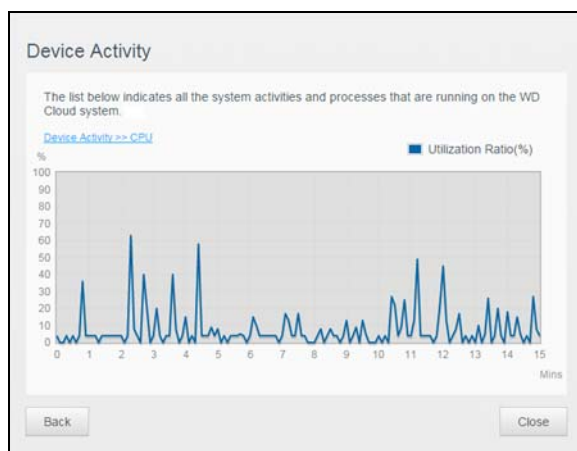 Device Activity
The list below indicates all the system activities and processes that are running on the WD
Cloud system.
Device Activity >> CPU
%
Utilization Ratio(%)
100
90
80
70
60
50
40
30
20
10
0
0 1 2 3 4 5 6 7 8 9 10 11 12 13 14 15
Mins
Back
Close